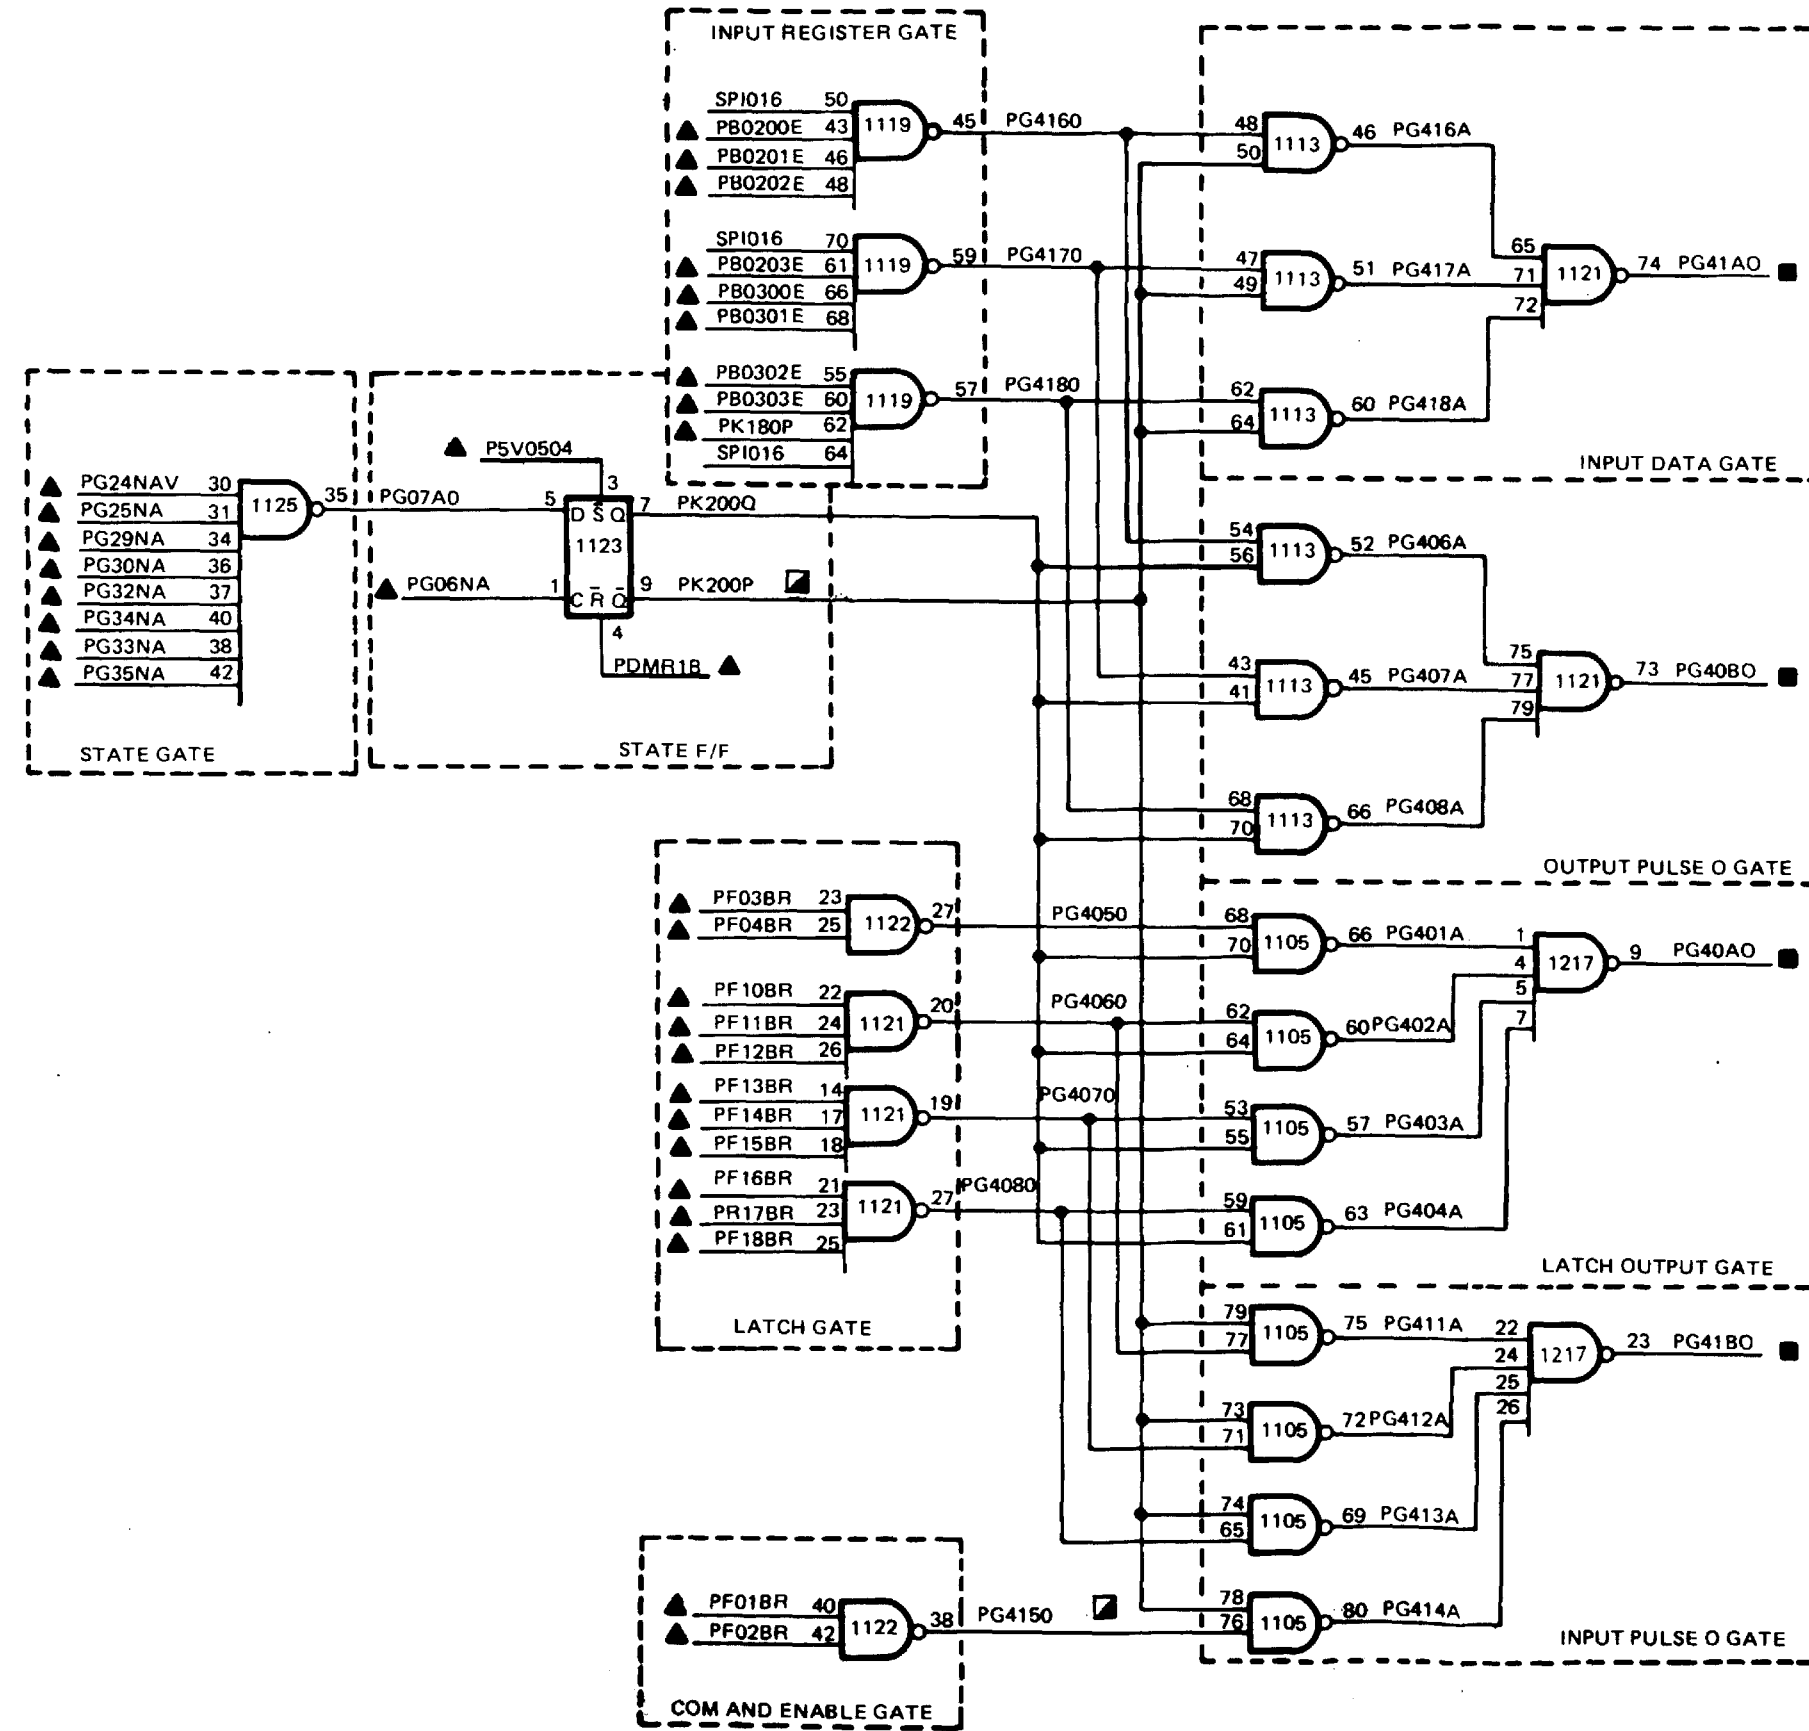 INPUT REGISTER GATE
SPI016 50
PB0200E 43
PB0201E 46
PB0202E 48
1119
45 PG4160
SPI016 70
PB0203E 61
PB0300E 66
PB0301E 68
1119
59 PG4170
PB0302E 55
PB0303E 60
PK180P 62
SPI016 64
1119
57 PG4180
48
50
1113
46 PG416A
47
49
1113
51 PG417A
62
64
1113
60 PG418A
65
71
72
1121
74 PG41AO
INPUT DATA GATE
PG24NAV 30
PG25NA 31
PG29NA 34
PG30NA 36
PG32NA 37
PG34NA 40
PG33NA 38
PG35NA 42
1125
35 PG07A0
STATE GATE
P5V0504
3
5
D S̄ Q
7 PK200Q
1123
PG06NA 1
C R̄ Q̄
9 PK200P
4
PDMR1B
STATE F/F
54
56
1113
52 PG406A
43
41
1113
45 PG407A
68
70
1113
66 PG408A
75
77
79
1121
73 PG40BO
OUTPUT PULSE O GATE
PF03BR 23
PF04BR 25
1122
27 PG4050
PF10BR 22
PF11BR 24
PF12BR 26
1121
20 PG4060
PF13BR 14
PF14BR 17
PF15BR 18
1121
19 PG4070
PF16BR 21
PR17BR 23
PF18BR 25
1121
27 PG4080
LATCH GATE
68
70
1105
66 PG401A
62
64
1105
60 PG402A
53
55
1105
57 PG403A
59
61
1105
63 PG404A
1
4
5
7
1217
9 PG40AO
LATCH OUTPUT GATE
79
77
1105
75 PG411A
73
71
1105
72 PG412A
74
65
1105
69 PG413A
78
76
1105
80 PG414A
22
24
25
26
1217
23 PG41BO
INPUT PULSE O GATE
PF01BR 40
PF02BR 42
1122
38 PG4150
COM AND ENABLE GATE